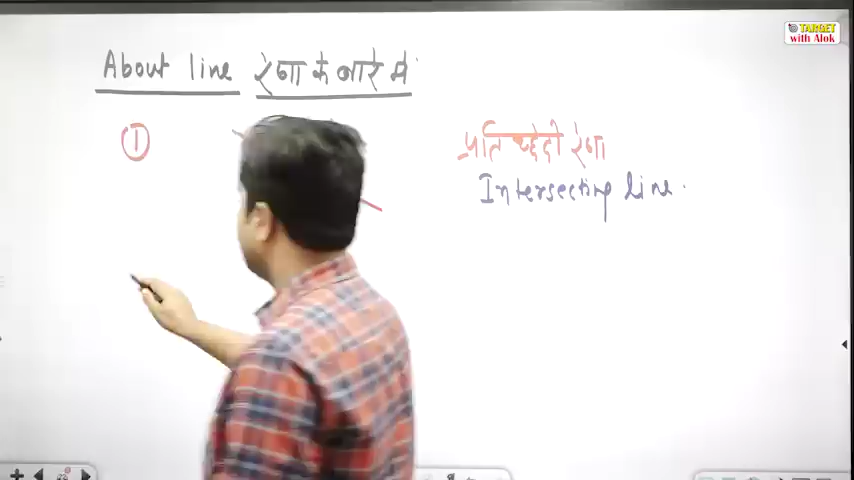 TARGET
with Alok
About line रेखा के बारे में
①
प्रतिच्छेदी रेखा
Intersecting line.